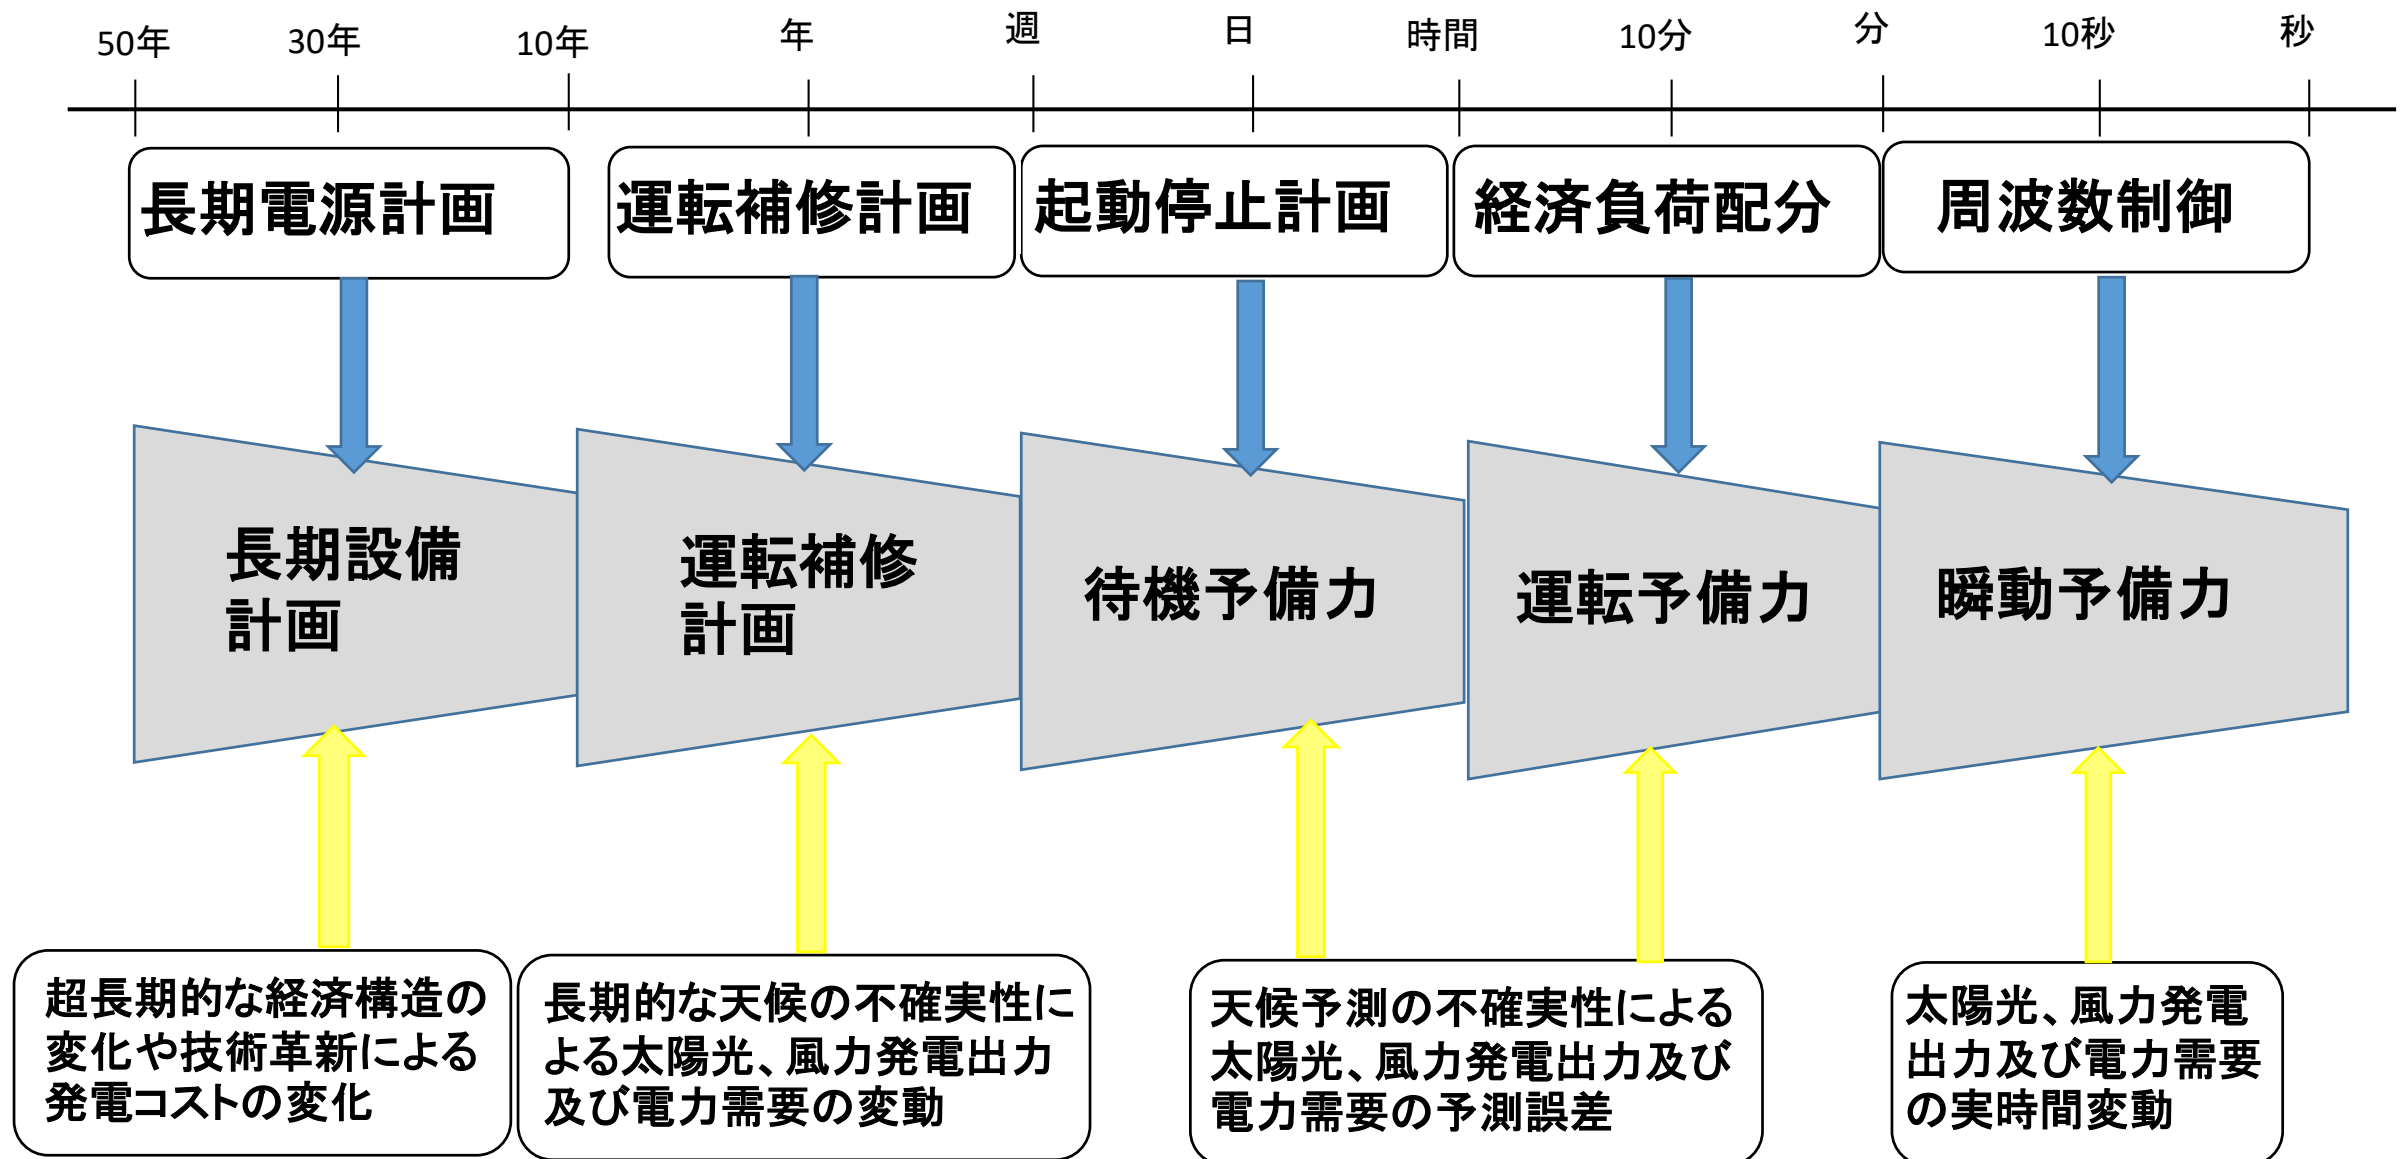 50年
30年
10年
年
週
日
時間
10分
分
10秒
秒
長期電源計画
運転補修計画
起動停止計画
経済負荷配分
周波数制御
長期設備
計画
運転補修
計画
待機予備力
運転予備力
瞬動予備力
超長期的な経済構造の
変化や技術革新による
発電コストの変化
長期的な天候の不確実性に
よる太陽光、風力発電出力
及び電力需要の変動
天候予測の不確実性による
太陽光、風力発電出力及び
電力需要の予測誤差
太陽光、風力発電
出力及び電力需要
の実時間変動